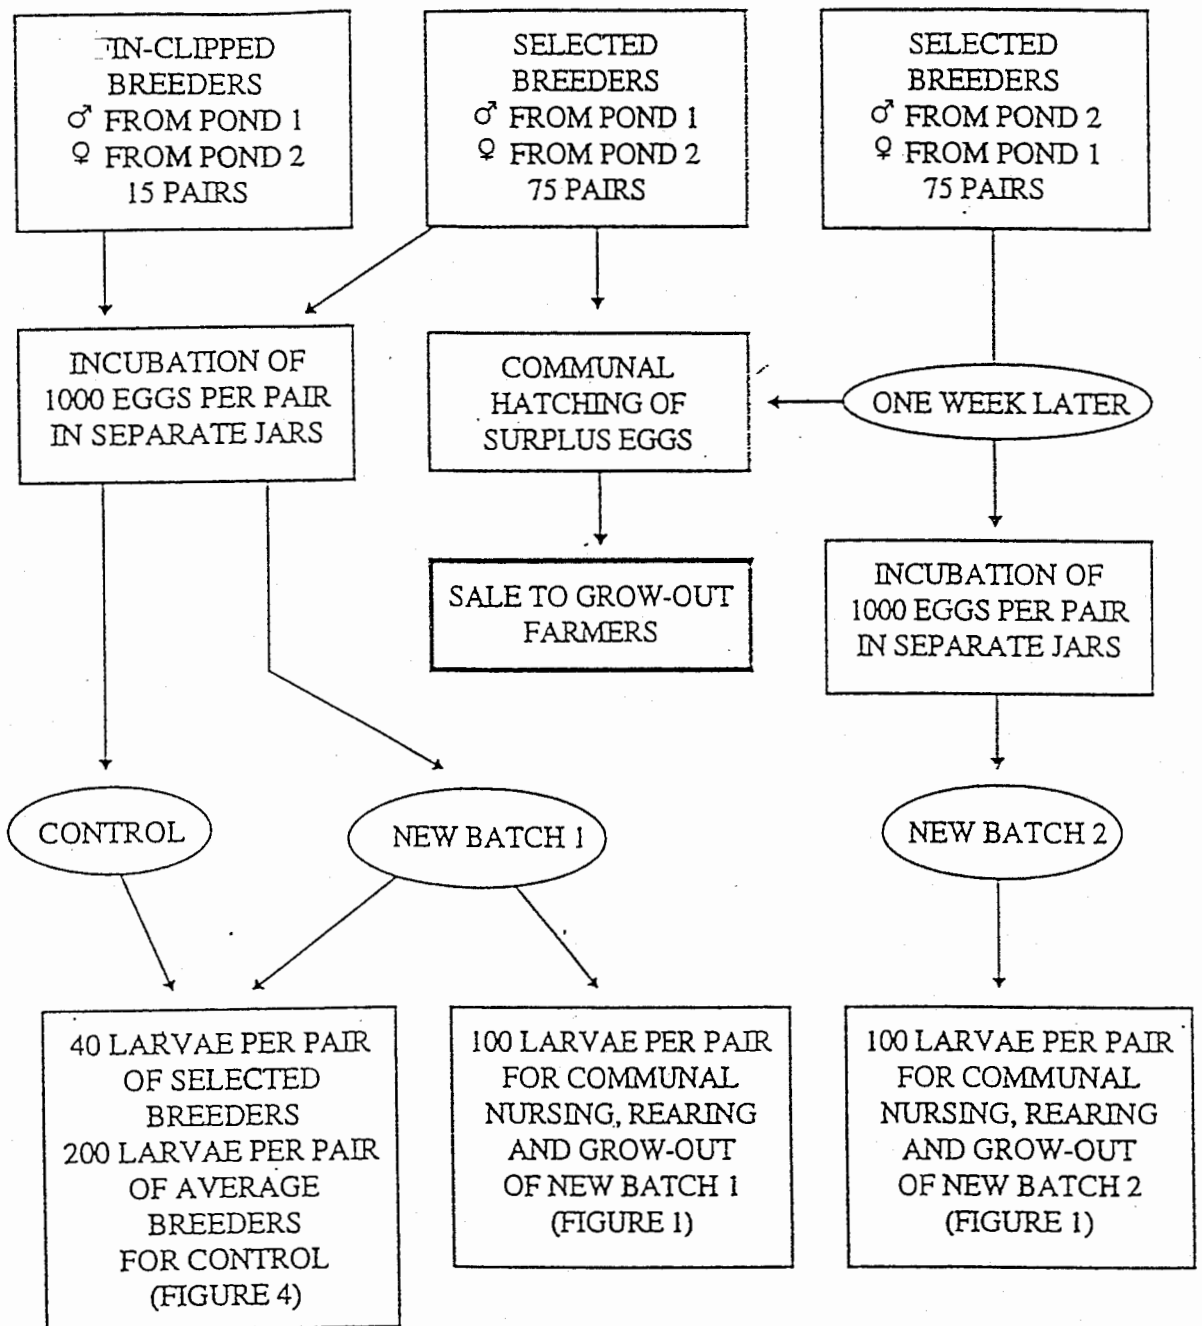 FIN-CLIPPED
BREEDERS
♂ FROM POND 1
♀ FROM POND 2
15 PAIRS
SELECTED
BREEDERS
♂ FROM POND 1
♀ FROM POND 2
75 PAIRS
SELECTED
BREEDERS
♂ FROM POND 2
♀ FROM POND 1
75 PAIRS
INCUBATION OF
1000 EGGS PER PAIR
IN SEPARATE JARS
COMMUNAL
HATCHING OF
SURPLUS EGGS
ONE WEEK LATER
SALE TO GROW-OUT
FARMERS
INCUBATION OF
1000 EGGS PER PAIR
IN SEPARATE JARS
CONTROL
NEW BATCH 1
NEW BATCH 2
40 LARVAE PER PAIR
OF SELECTED
BREEDERS
200 LARVAE PER PAIR
OF AVERAGE
BREEDERS
FOR CONTROL
(FIGURE 4)
100 LARVAE PER PAIR
FOR COMMUNAL
NURSING, REARING
AND GROW-OUT
OF NEW BATCH 1
(FIGURE 1)
100 LARVAE PER PAIR
FOR COMMUNAL
NURSING, REARING
AND GROW-OUT
OF NEW BATCH 2
(FIGURE 1)